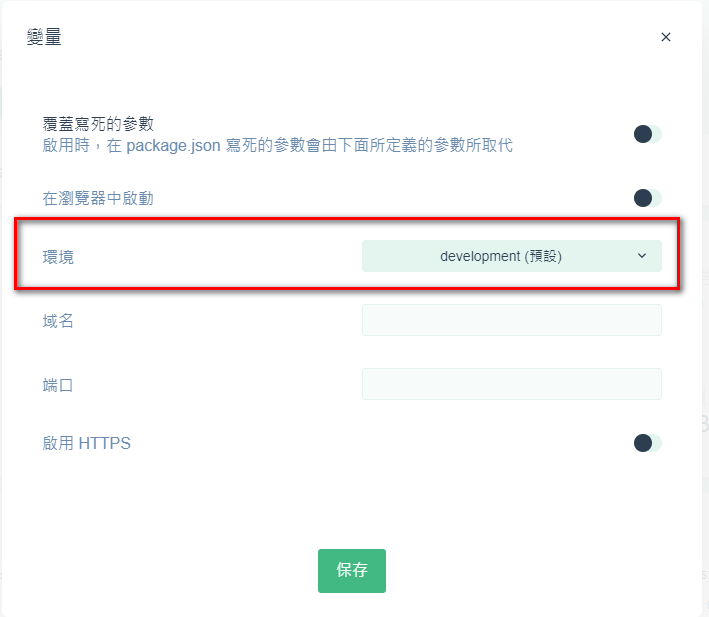 變量
覆蓋寫死的參數
啟用時，在 package.json 寫死的參數會由下面所定義的參數所取代
在瀏覽器中啟動
環境
development (預設)
域名
端口
啟用 HTTPS
保存